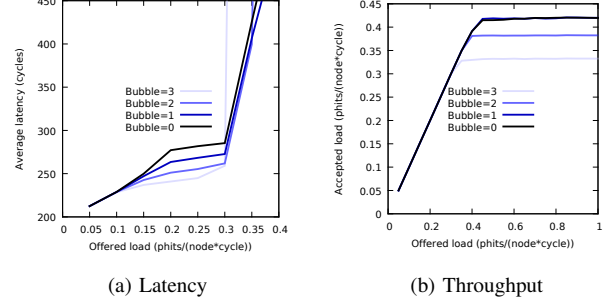 450
400
350
300
250
200
Average latency (cycles)
Bubble=3
Bubble=2
Bubble=1
Bubble=0
0 0.05 0.1 0.15 0.2 0.25 0.3 0.35 0.4
Offered load (phits/(node*cycle))
(a) Latency
0.45
0.4
0.35
0.3
0.25
0.2
0.15
0.1
0.05
0
Accepted load (phits/(node*cycle))
Bubble=3
Bubble=2
Bubble=1
Bubble=0
0 0.2 0.4 0.6 0.8 1
Offered load (phits/(node*cycle))
(b) Throughput